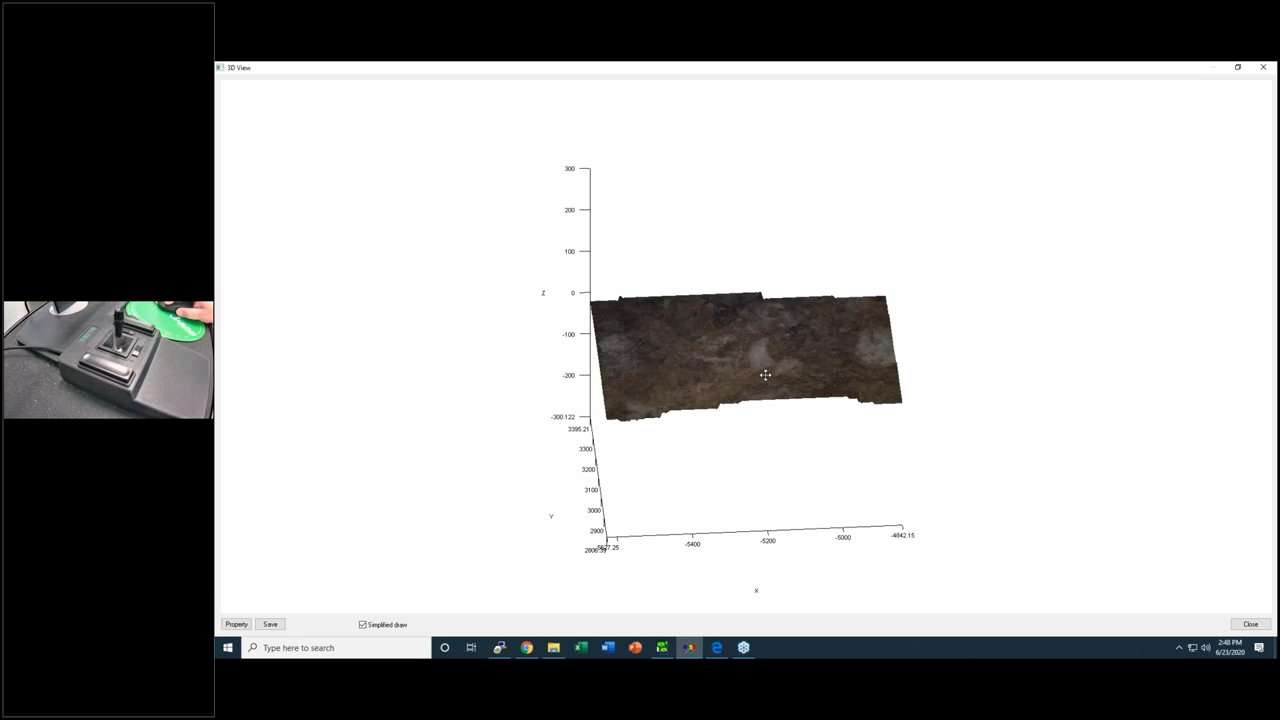 3D View
300
200
100
Z
0
-100
-200
-300.122
3395.21
3300
3200
3100
3000
Y
2900
-5400
-5200
-5000
-4842.15
X
Property
Save
Simplified draw
Close
Type here to search
2:48 PM
6/23/2020